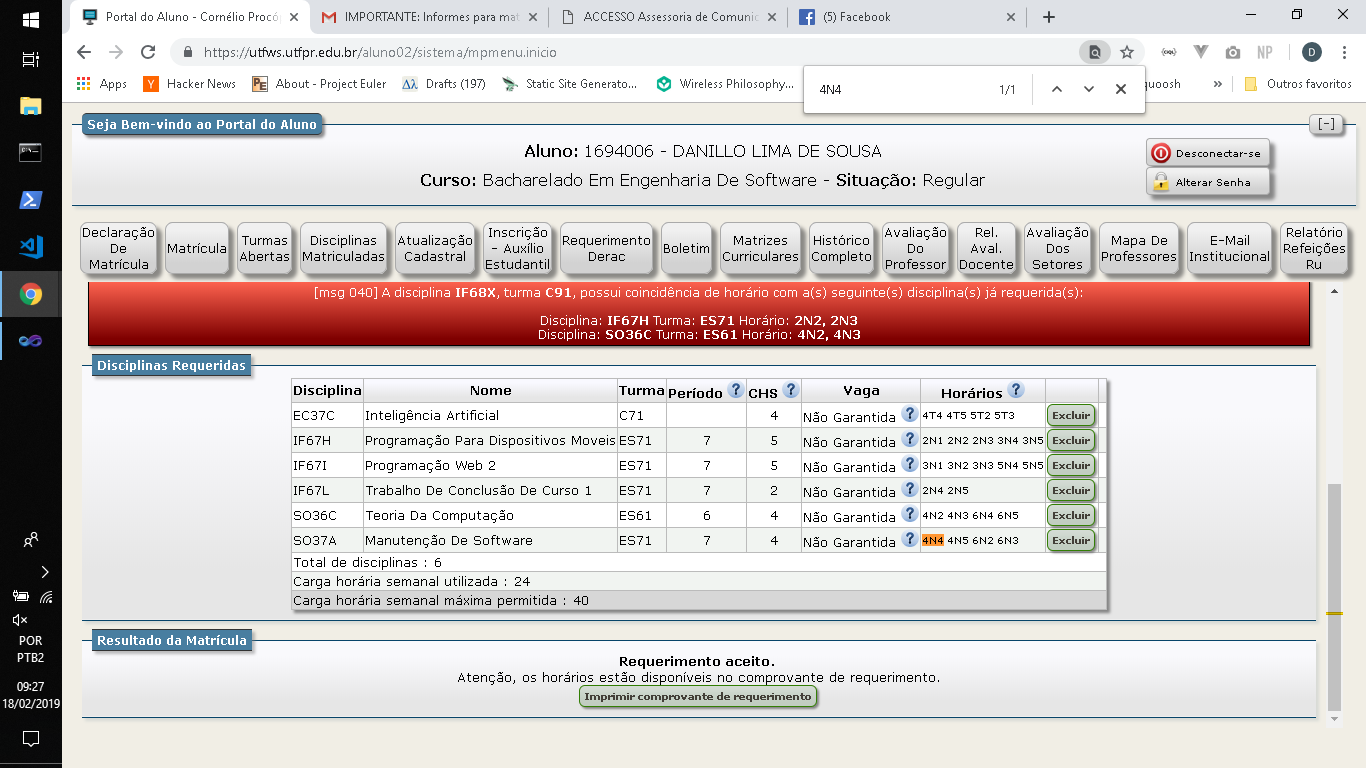 Portal do Aluno - Cornélio Procóp
IMPORTANTE: Informes para mat
ACCESSO Assessoria de Comunic
(5) Facebook
https://utfws.utfpr.edu.br/aluno02/sistema/mpmenu.inicio
NP
D
Apps
Hacker News
About - Project Euler
Drafts (197)
Static Site Generato...
Wireless Philosophy...
quoosh
»
Outros favoritos
4N4
1/1
Seja Bem-vindo ao Portal do Aluno
[-]
Aluno: 1694006 - DANILLO LIMA DE SOUSA
Curso: Bacharelado Em Engenharia De Software - Situação: Regular
Desconectar-se
Alterar Senha
Declaração De Matrícula
Matrícula
Turmas Abertas
Disciplinas Matriculadas
Atualização Cadastral
Inscrição - Auxílio Estudantil
Requerimento Derac
Boletim
Matrizes Curriculares
Histórico Completo
Avaliação Do Professor
Rel. Aval. Docente
Avaliação Dos Setores
Mapa De Professores
E-Mail Institucional
Relatório Refeições Ru
[msg 040] A disciplina IF68X, turma C91, possui coincidência de horário com a(s) seguinte(s) disciplina(s) já requerida(s):
Disciplina: IF67H Turma: ES71 Horário: 2N2, 2N3
Disciplina: SO36C Turma: ES61 Horário: 4N2, 4N3
Disciplinas Requeridas
Disciplina Nome Turma Período ? CHS ? Vaga Horários ?
EC37C Inteligência Artificial C71 4 Não Garantida ? 4T4 4T5 5T2 5T3 Excluir
IF67H Programação Para Dispositivos Moveis ES71 7 5 Não Garantida ? 2N1 2N2 2N3 3N4 3N5 Excluir
IF67I Programação Web 2 ES71 7 5 Não Garantida ? 3N1 3N2 3N3 5N4 5N5 Excluir
IF67L Trabalho De Conclusão De Curso 1 ES71 7 2 Não Garantida ? 2N4 2N5 Excluir
SO36C Teoria Da Computação ES61 6 4 Não Garantida ? 4N2 4N3 6N4 6N5 Excluir
SO37A Manutenção De Software ES71 7 4 Não Garantida ? 4N4 4N5 6N2 6N3 Excluir
Total de disciplinas : 6
Carga horária semanal utilizada : 24
Carga horária semanal máxima permitida : 40
Resultado da Matrícula
Requerimento aceito.
Atenção, os horários estão disponíveis no comprovante de requerimento.
Imprimir comprovante de requerimento
POR
PTB2
09:27
18/02/2019